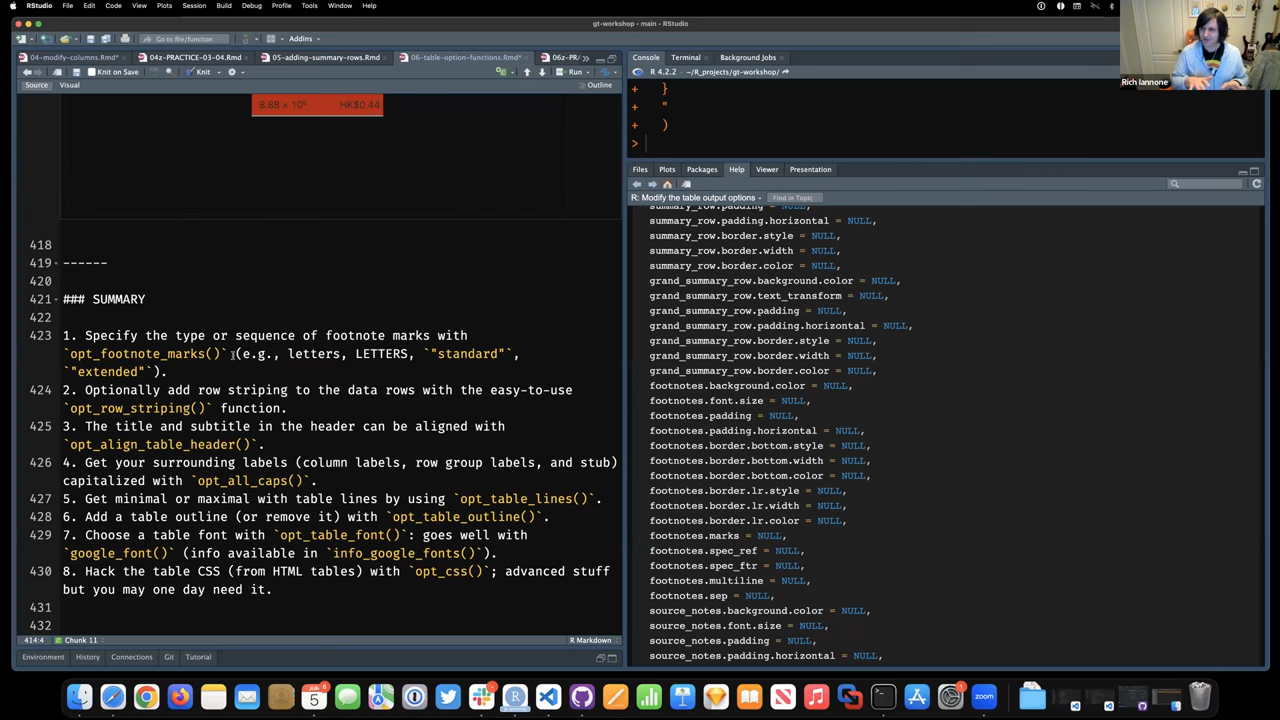 RStudio File Edit Code View Plots Session Build Debug Profile Tools Window Help
gt-workshop - main - RStudio
Go to file/function
Addins
04-modify-columns.Rmd*
04z-PRACTICE-03-04.Rmd
05-adding-summary-rows.Rmd
06-table-option-functions.Rmd*
06z-PR
Knit on Save
Knit
Run
Source
Visual
Outline
8.88 × 10
HK$0.44
418
419 ------
420
421 ### SUMMARY
422
423 1. Specify the type or sequence of footnote marks with
`opt_footnote_marks()` (e.g., letters, LETTERS, `"standard"`,
`"extended"`).
424 2. Optionally add row striping to the data rows with the easy-to-use
`opt_row_striping()` function.
425 3. The title and subtitle in the header can be aligned with
`opt_align_table_header()`.
426 4. Get your surrounding labels (column labels, row group labels, and stub)
capitalized with `opt_all_caps()`.
427 5. Get minimal or maximal with table lines by using `opt_table_lines()`.
428 6. Add a table outline (or remove it) with `opt_table_outline()`.
429 7. Choose a table font with `opt_table_font()`: goes well with
`google_font()` (info available in `info_google_fonts()`).
430 8. Hack the table CSS (from HTML tables) with `opt_css()`; advanced stuff
but you may one day need it.
431
432
414:4 Chunk 11
R Markdown
Environment History Connections Git Tutorial
Console Terminal Background Jobs
R 4.2.2 · ~/R_projects/gt-workshop/
+ }
+ "
+ )
>
Rich Iannone
Files Plots Packages Help Viewer Presentation
R: Modify the table output options
Find in Topic
summary_row.padding = NULL,
summary_row.padding.horizontal = NULL,
summary_row.border.style = NULL,
summary_row.border.width = NULL,
summary_row.border.color = NULL,
grand_summary_row.background.color = NULL,
grand_summary_row.text_transform = NULL,
grand_summary_row.padding = NULL,
grand_summary_row.padding.horizontal = NULL,
grand_summary_row.border.style = NULL,
grand_summary_row.border.width = NULL,
grand_summary_row.border.color = NULL,
footnotes.background.color = NULL,
footnotes.font.size = NULL,
footnotes.padding = NULL,
footnotes.padding.horizontal = NULL,
footnotes.border.bottom.style = NULL,
footnotes.border.bottom.width = NULL,
footnotes.border.bottom.color = NULL,
footnotes.border.lr.style = NULL,
footnotes.border.lr.width = NULL,
footnotes.border.lr.color = NULL,
footnotes.marks = NULL,
footnotes.spec_ref = NULL,
footnotes.spec_ftr = NULL,
footnotes.multiline = NULL,
footnotes.sep = NULL,
source_notes.background.color = NULL,
source_notes.font.size = NULL,
source_notes.padding = NULL,
source_notes.padding.horizontal = NULL,
JUN
5
zoom